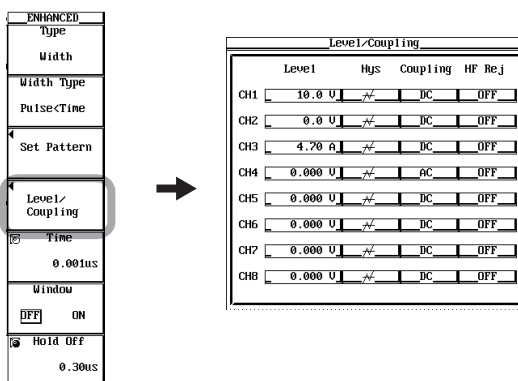 ENHANCED
Type
Width
Width Type
Pulse<Time
Set Pattern
Level/
Coupling
Time
0.001us
Window
OFF ON
Hold Off
0.30us
Level/Coupling
Level Hys Coupling HF Rej
CH1 10.0 V DC OFF
CH2 0.0 V DC OFF
CH3 4.70 A DC OFF
CH4 0.000 V AC OFF
CH5 0.000 V DC OFF
CH6 0.000 V DC OFF
CH7 0.000 V DC OFF
CH8 0.000 V DC OFF